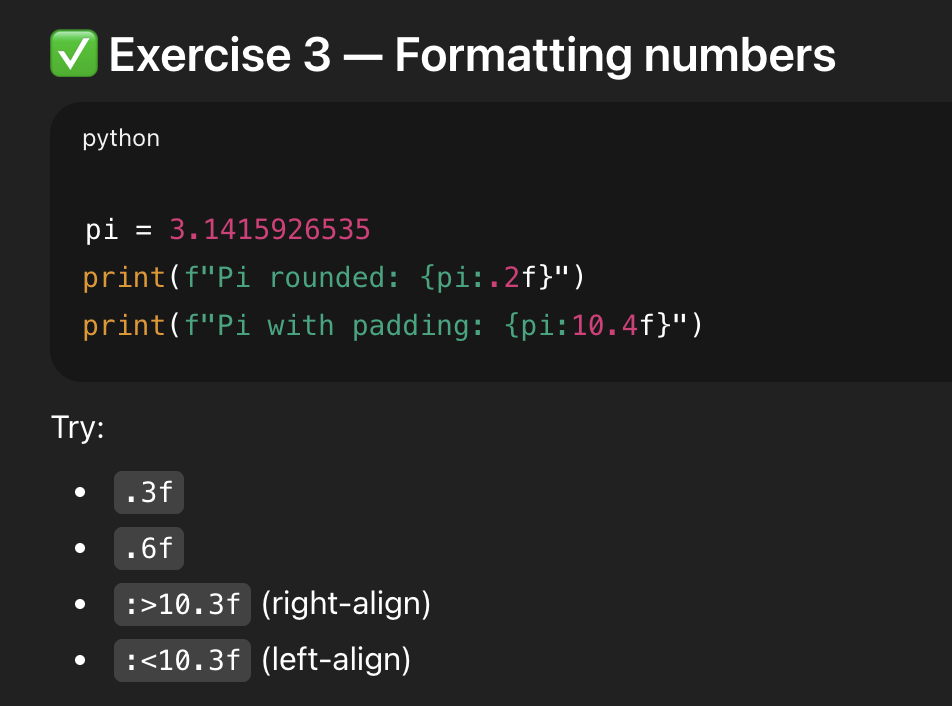 ✅ Exercise 3 — Formatting numbers
python
pi = 3.1415926535
print(f"Pi rounded: {pi:.2f}")
print(f"Pi with padding: {pi:10.4f}")
Try:
• .3f
• .6f
• :>10.3f (right-align)
• :<10.3f (left-align)